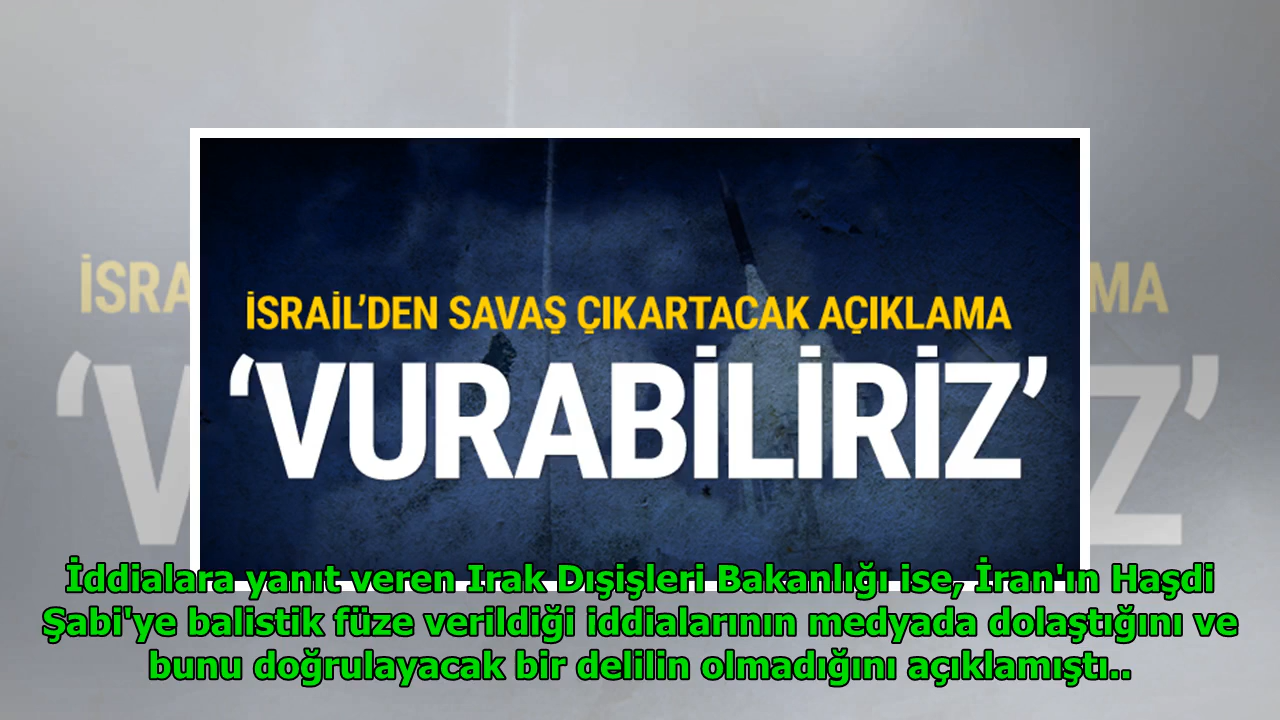 İSRAİL’DEN SAVAŞ ÇIKARTACAK AÇIKLAMA
‘VURABİLİRİZ’
İddialara yanıt veren Irak Dışişleri Bakanlığı ise, İran'ın Haşdi
Şabi'ye balistik füze verildiği iddialarının medyada dolaştığını ve
bunu doğrulayacak bir delilin olmadığını açıklamıştı..